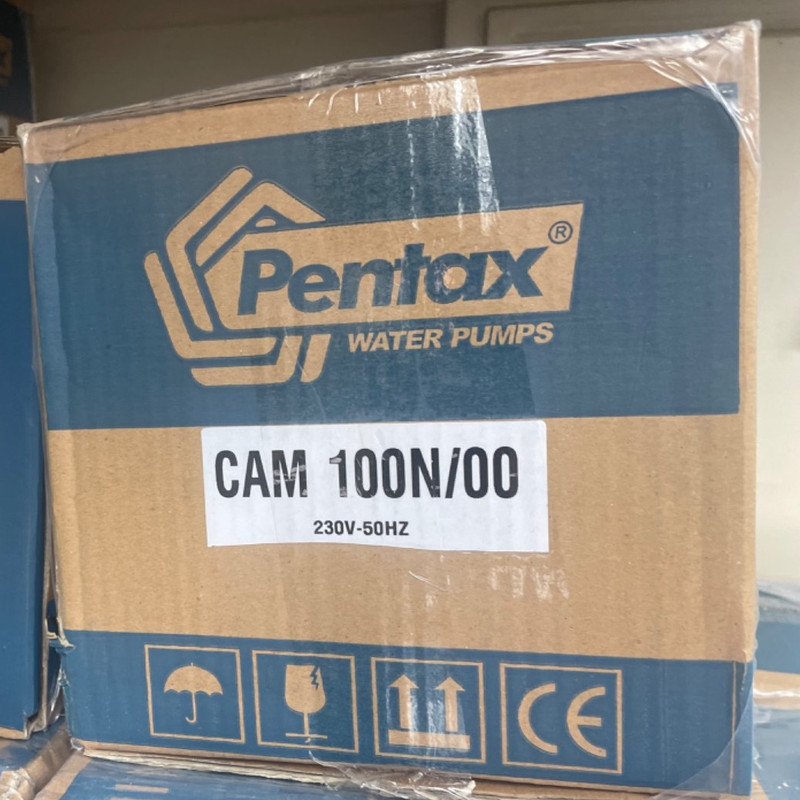 Pentax®
WATER PUMPS
CAM 100N/00
230V-50HZ
CE